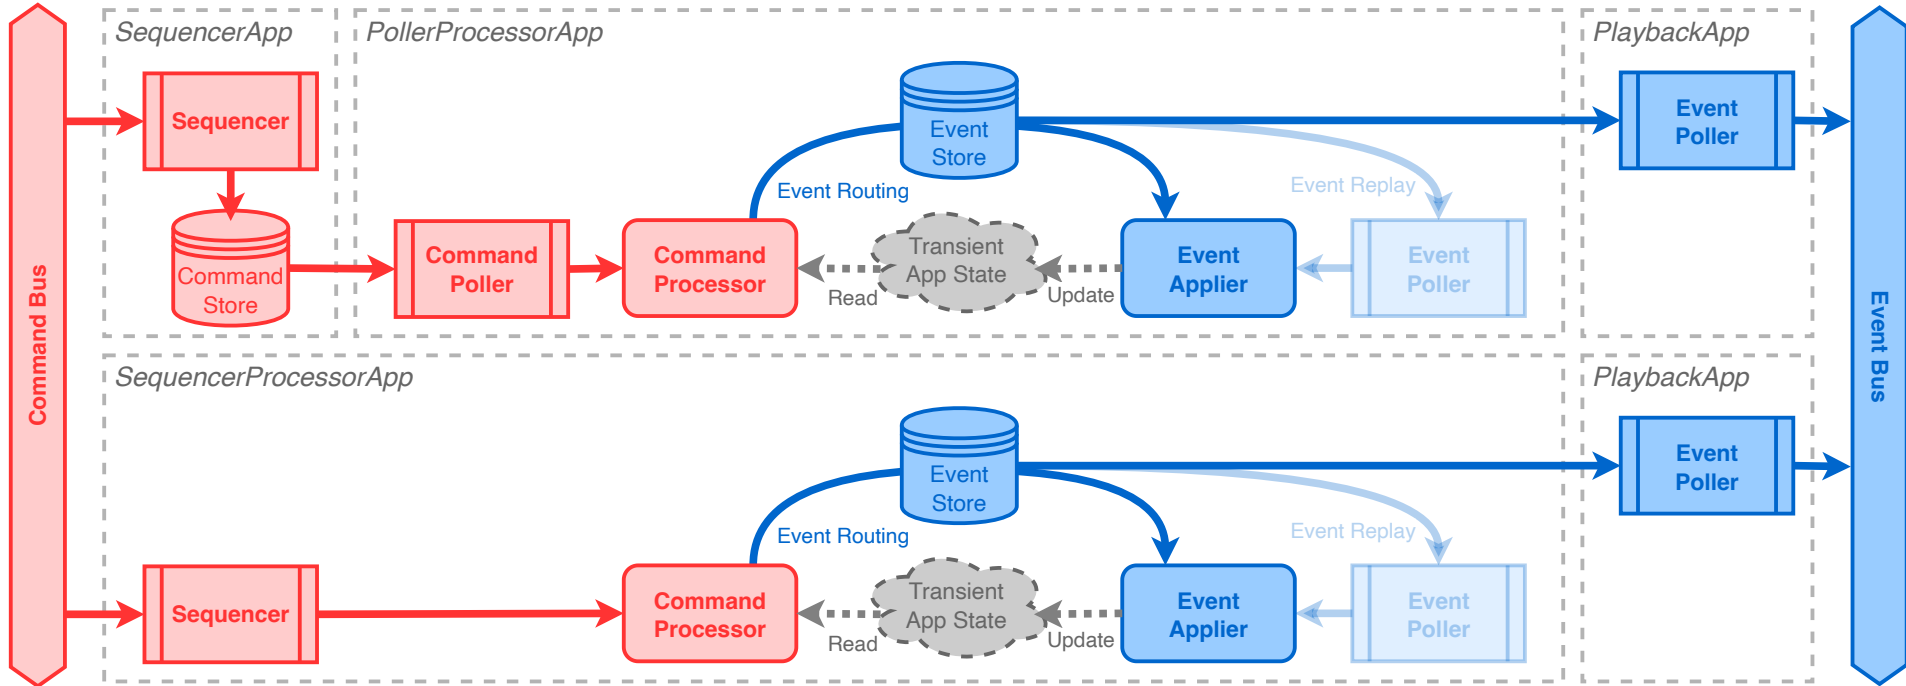 Command Bus
SequencerApp
Sequencer
Command
Store
PollerProcessorApp
Command
Poller
Command
Processor
Event Routing
Event
Store
Transient
App State
Read
Update
Event
Applier
Event Replay
Event
Poller
PlaybackApp
Event
Poller
SequencerProcessorApp
Sequencer
Command
Processor
Event Routing
Event
Store
Transient
App State
Read
Update
Event
Applier
Event Replay
Event
Poller
PlaybackApp
Event
Poller
Event Bus